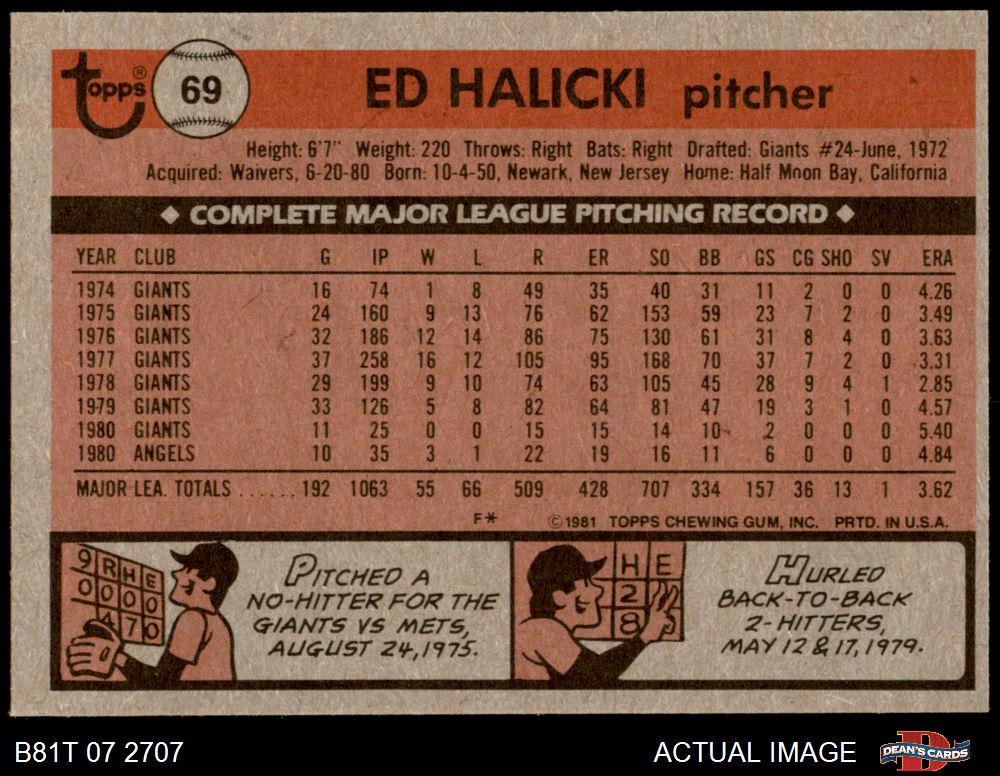 Topps® 69 ED HALICKI pitcher
Height: 6'7" Weight: 220 Throws: Right Bats: Right Drafted: Giants #24-June, 1972
Acquired: Waivers, 6-20-80 Born: 10-4-50, Newark, New Jersey Home: Half Moon Bay, California
◆ COMPLETE MAJOR LEAGUE PITCHING RECORD ◆
YEAR CLUB G IP W L R ER SO BB GS CG SHO SV ERA
1974 GIANTS 16 74 1 8 49 35 40 31 11 2 0 0 4.26
1975 GIANTS 24 160 9 13 76 62 153 59 23 7 2 0 3.49
1976 GIANTS 32 186 12 14 86 75 130 61 31 8 4 0 3.63
1977 GIANTS 37 258 16 12 105 95 168 70 37 7 2 0 3.31
1978 GIANTS 29 199 9 10 74 63 105 45 28 9 4 1 2.85
1979 GIANTS 33 126 5 8 82 64 81 47 19 3 1 0 4.57
1980 GIANTS 11 25 0 0 15 15 14 10 2 0 0 0 5.40
1980 ANGELS 10 35 3 1 22 19 16 11 6 0 0 0 4.84
MAJOR LEA. TOTALS ...... 192 1063 55 66 509 428 707 334 157 36 13 1 3.62
F* ©1981 TOPPS CHEWING GUM, INC. PRTD. IN U.S.A.
9 R H E
0 0 0 0
4 7 0
PITCHED A
NO-HITTER FOR THE
GIANTS VS METS,
AUGUST 24, 1975.
H E
2
8
HURLED
BACK-TO-BACK
2-HITTERS,
MAY 12 & 17, 1979.
B81T 07 2707 ACTUAL IMAGE DEAN'S CARDS